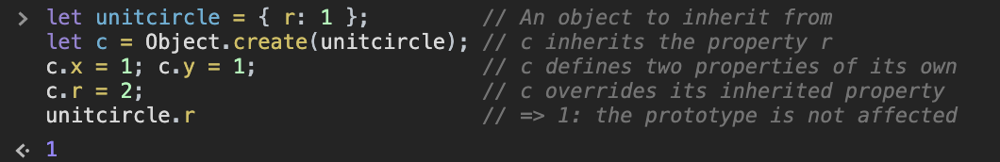 > let unitcircle = { r: 1 };         // An object to inherit from
let c = Object.create(unitcircle); // c inherits the property r
c.x = 1; c.y = 1;                  // c defines two properties of its own
c.r = 2;                           // c overrides its inherited property
unitcircle.r                       // => 1: the prototype is not affected
1